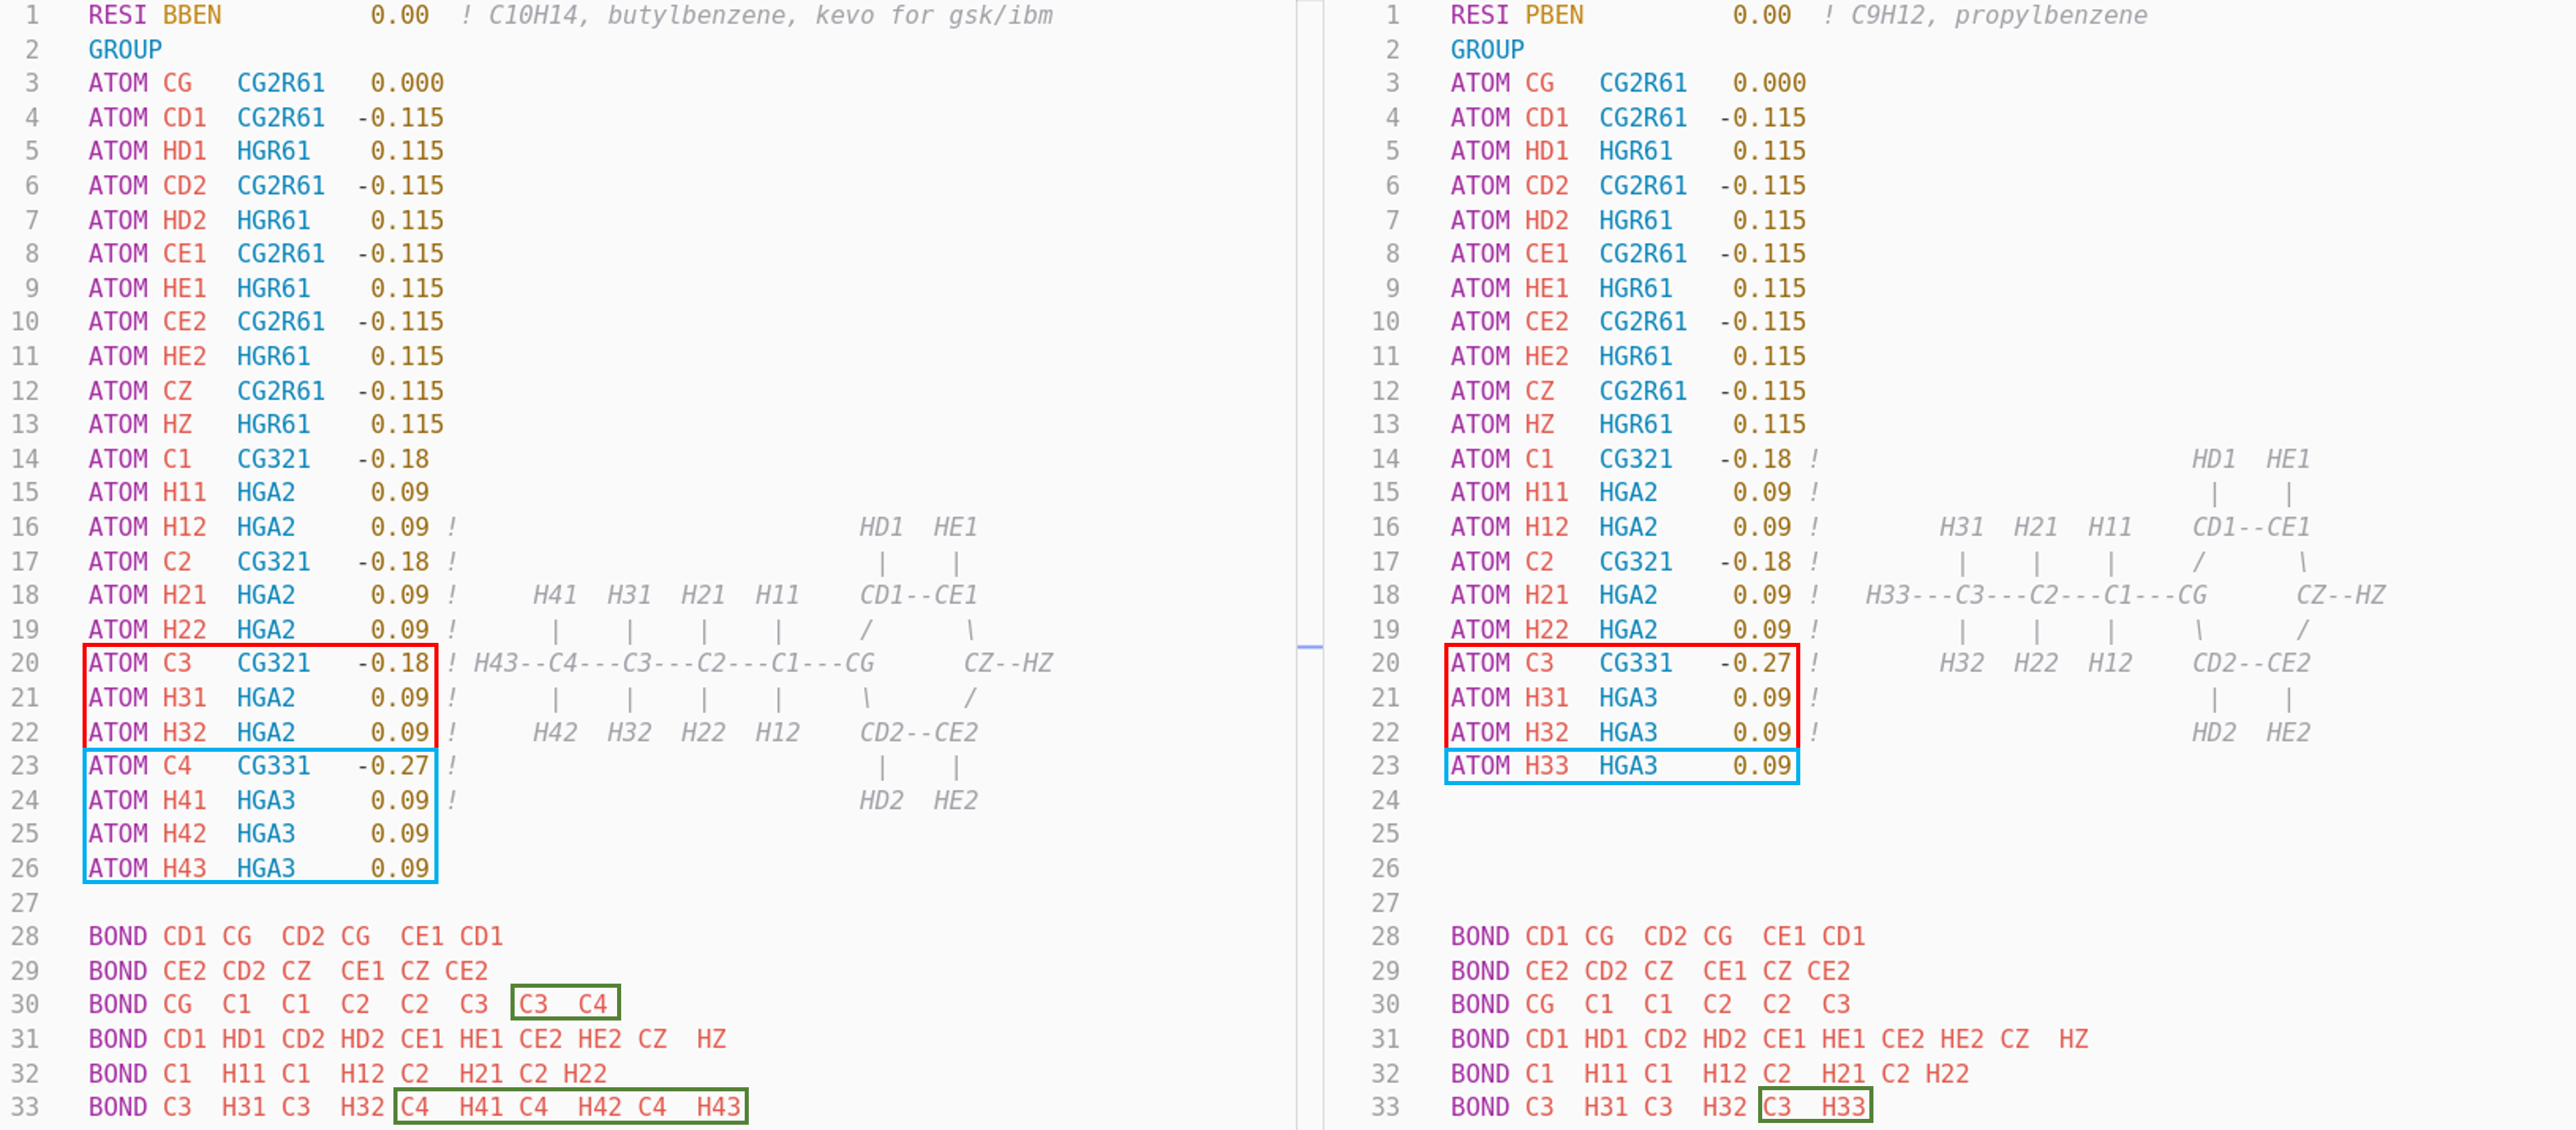 1 RESI BBEN          0.00  ! C10H14, butylbenzene, kevo for gsk/ibm
2 GROUP
3 ATOM CG   CG2R61   0.000
4 ATOM CD1  CG2R61  -0.115
5 ATOM HD1  HGR61    0.115
6 ATOM CD2  CG2R61  -0.115
7 ATOM HD2  HGR61    0.115
8 ATOM CE1  CG2R61  -0.115
9 ATOM HE1  HGR61    0.115
10 ATOM CE2  CG2R61  -0.115
11 ATOM HE2  HGR61    0.115
12 ATOM CZ   CG2R61  -0.115
13 ATOM HZ   HGR61    0.115
14 ATOM C1   CG321   -0.18
15 ATOM H11  HGA2     0.09
16 ATOM H12  HGA2     0.09 !                           HD1  HE1
17 ATOM C2   CG321   -0.18 !                            |    |
18 ATOM H21  HGA2     0.09 !     H41  H31  H21  H11    CD1--CE1
19 ATOM H22  HGA2     0.09 !      |    |    |    |     /      \
20 ATOM C3   CG321   -0.18 ! H43--C4---C3---C2---C1---CG      CZ--HZ
21 ATOM H31  HGA2     0.09 !      |    |    |    |     \      /
22 ATOM H32  HGA2     0.09 !     H42  H32  H22  H12    CD2--CE2
23 ATOM C4   CG331   -0.27 !                            |    |
24 ATOM H41  HGA3     0.09 !                           HD2  HE2
25 ATOM H42  HGA3     0.09
26 ATOM H43  HGA3     0.09
27
28 BOND CD1 CG  CD2 CG  CE1 CD1
29 BOND CE2 CD2 CZ  CE1 CZ CE2
30 BOND CG  C1  C1  C2  C2  C3  C3  C4
31 BOND CD1 HD1 CD2 HD2 CE1 HE1 CE2 HE2 CZ  HZ
32 BOND C1  H11 C1  H12 C2  H21 C2 H22
33 BOND C3  H31 C3  H32 C4  H41 C4  H42 C4  H43
1 RESI PBEN          0.00  ! C9H12, propylbenzene
2 GROUP
3 ATOM CG   CG2R61   0.000
4 ATOM CD1  CG2R61  -0.115
5 ATOM HD1  HGR61    0.115
6 ATOM CD2  CG2R61  -0.115
7 ATOM HD2  HGR61    0.115
8 ATOM CE1  CG2R61  -0.115
9 ATOM HE1  HGR61    0.115
10 ATOM CE2  CG2R61  -0.115
11 ATOM HE2  HGR61    0.115
12 ATOM CZ   CG2R61  -0.115
13 ATOM HZ   HGR61    0.115
14 ATOM C1   CG321   -0.18 !                         HD1  HE1
15 ATOM H11  HGA2     0.09 !                          |    |
16 ATOM H12  HGA2     0.09 !        H31  H21  H11    CD1--CE1
17 ATOM C2   CG321   -0.18 !         |    |    |     /      \
18 ATOM H21  HGA2     0.09 !   H33---C3---C2---C1---CG      CZ--HZ
19 ATOM H22  HGA2     0.09 !         |    |    |     \      /
20 ATOM C3   CG331   -0.27 !        H32  H22  H12    CD2--CE2
21 ATOM H31  HGA3     0.09 !                          |    |
22 ATOM H32  HGA3     0.09 !                         HD2  HE2
23 ATOM H33  HGA3     0.09
24
25
26
27
28 BOND CD1 CG  CD2 CG  CE1 CD1
29 BOND CE2 CD2 CZ  CE1 CZ CE2
30 BOND CG  C1  C1  C2  C2  C3
31 BOND CD1 HD1 CD2 HD2 CE1 HE1 CE2 HE2 CZ  HZ
32 BOND C1  H11 C1  H12 C2  H21 C2 H22
33 BOND C3  H31 C3  H32 C3  H33